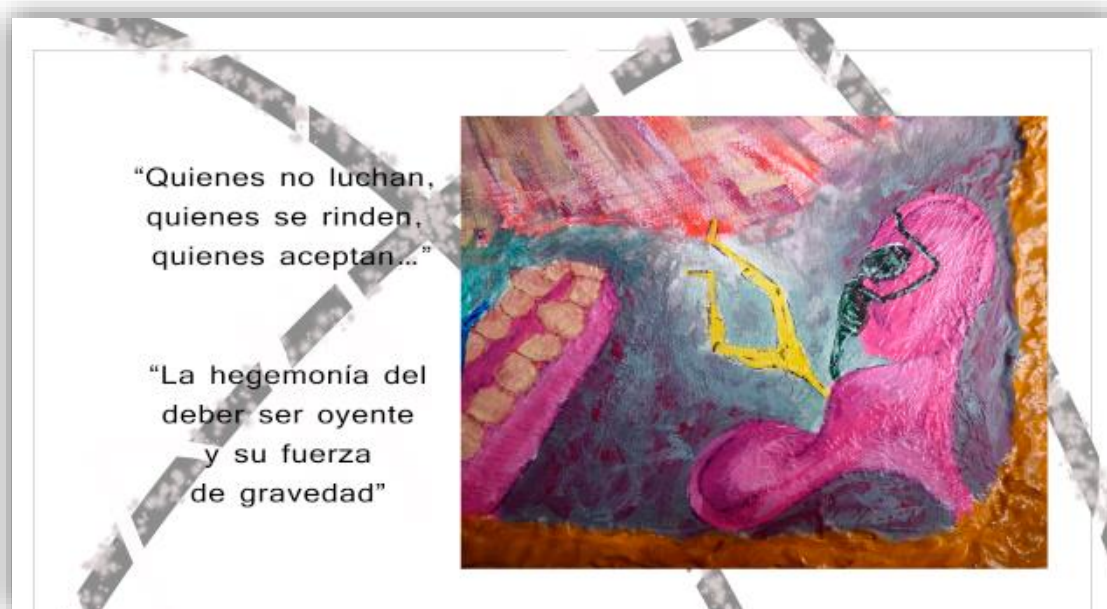 “Quienes no luchan,
quienes se rinden,
quienes aceptan...”
“La hegemonía del
deber ser oyente
y su fuerza
de gravedad”